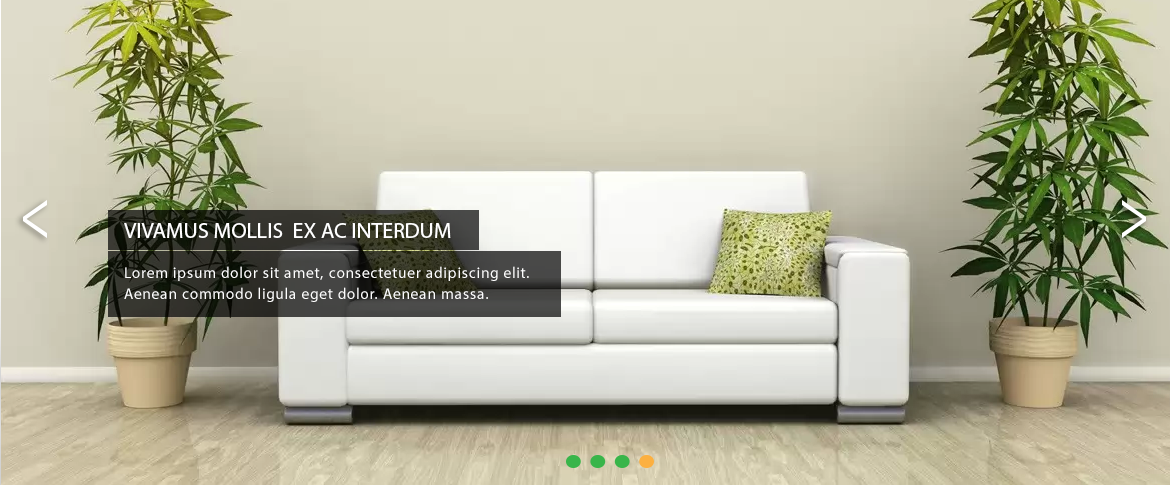 VIVAMUS MOLLIS  EX AC INTERDUM
Lorem ipsum dolor sit amet, consectetuer adipiscing elit.
Aenean commodo ligula eget dolor. Aenean massa.